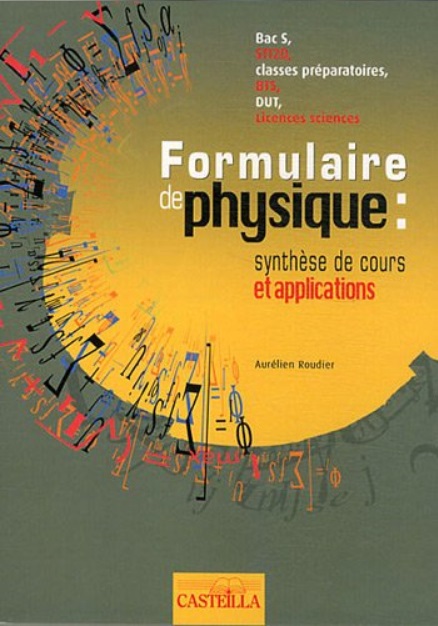 Bac S,
STI2D,
classes préparatoires,
BTS,
DUT,
Licences sciences
Formulaire
de physique :
synthèse de cours
et applications
Aurélien Roudier
CASTEILLA